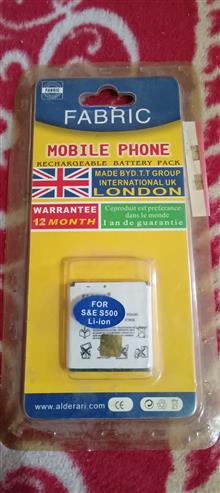 FABRIC
FABRIC
MOBILE PHONE
RECHARGEABLE BATTERY PACK
MADE BYD.T.T GROUP
INTERNATIONAL UK
LONDON
WARRANTEE
12 MONTH
Ceproduit est preferance
dans le monde
1 an de guarantee
FOR
S&E S500
Li-ion
www.alderari.com
CE